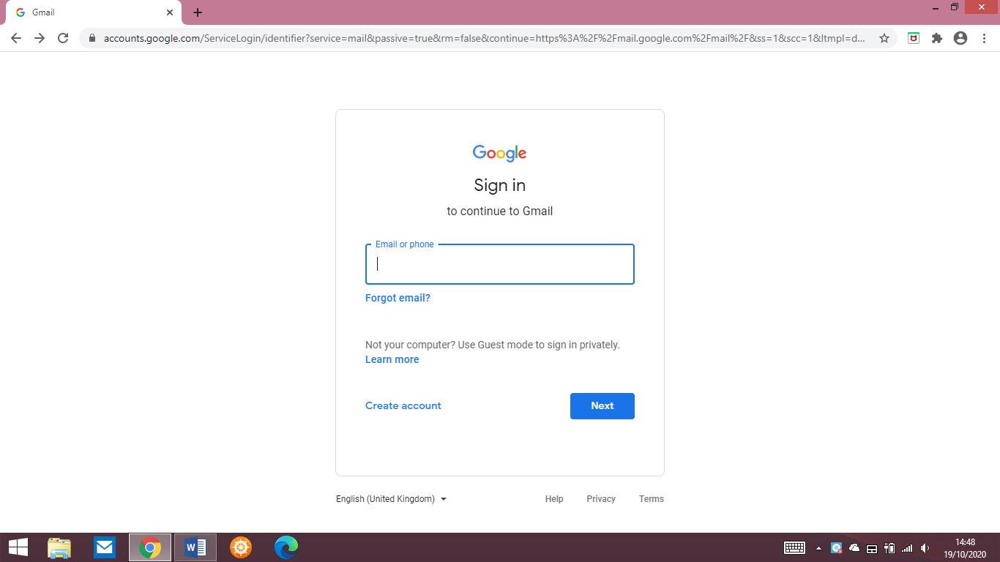 Gmail
accounts.google.com/ServiceLogin/identifier?service=mail&passive=true&rm=false&continue=https%3A%2F%2Fmail.google.com%2Fmail%2F&ss=1&scc=1&ltmpl=d...
Google
Sign in
to continue to Gmail
Email or phone
Forgot email?
Not your computer? Use Guest mode to sign in privately.
Learn more
Create account
Next
English (United Kingdom)
Help Privacy Terms
14:48
19/10/2020